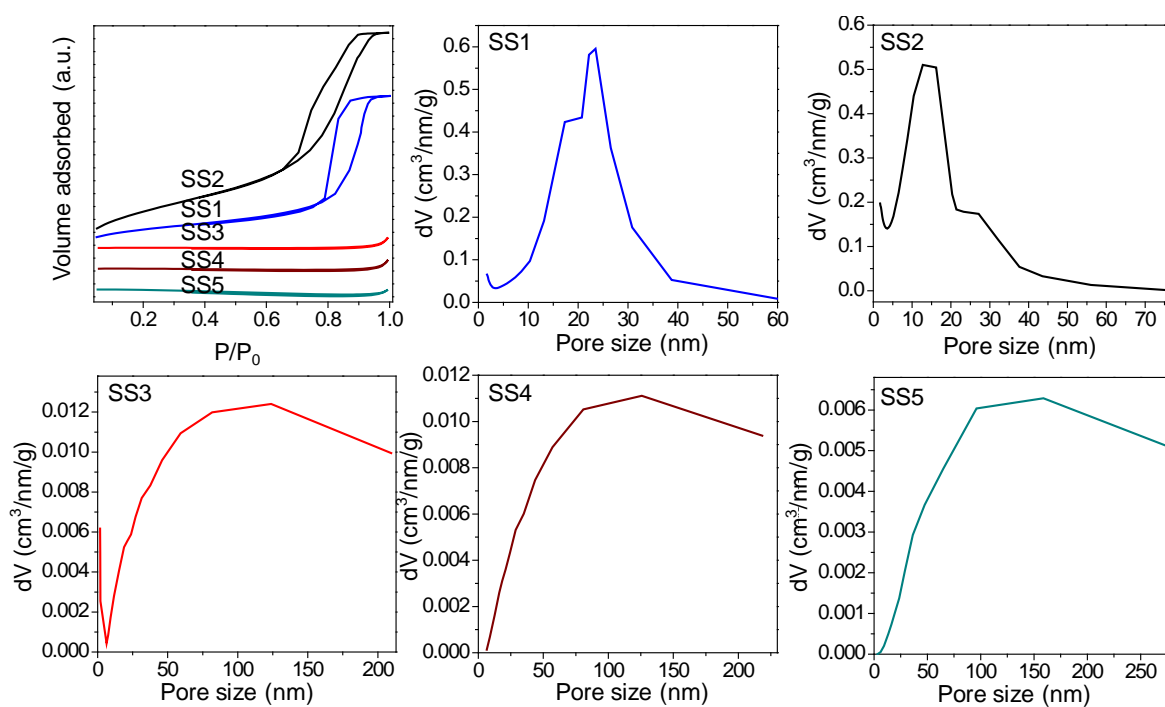 Volume adsorbed (a.u.)
SS2
SS1
SS3
SS4
SS5
0.2 0.4 0.6 0.8 1.0
P/P₀
SS1
dV (cm³/nm/g)
0.6
0.5
0.4
0.3
0.2
0.1
0.0
0 10 20 30 40 50 60
Pore size (nm)
SS2
dV (cm³/nm/g)
0.6
0.5
0.4
0.3
0.2
0.1
0.0
0 10 20 30 40 50 60 70
Pore size (nm)
SS3
dV (cm³/nm/g)
0.012
0.010
0.008
0.006
0.004
0.002
0.000
0 50 100 150 200
Pore size (nm)
SS4
dV (cm³/nm/g)
0.012
0.010
0.008
0.006
0.004
0.002
0.000
0 50 100 150 200
Pore size (nm)
SS5
dV (cm³/nm/g)
0.006
0.005
0.004
0.003
0.002
0.001
0.000
0 50 100 150 200 250
Pore size (nm)